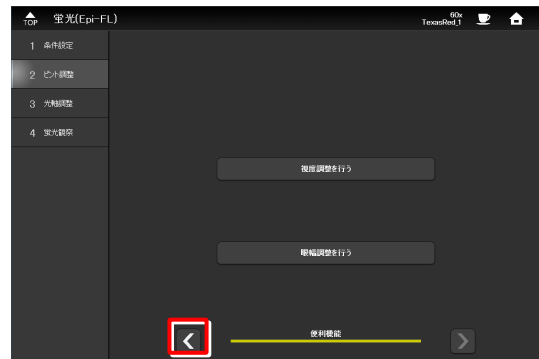 TOP 蛍光(Epi-FL)
60x
TexasRed_1
1 条件設定
2 ピント調整
3 光軸調整
4 蛍光観察
視度調整を行う
眼幅調整を行う
便利機能